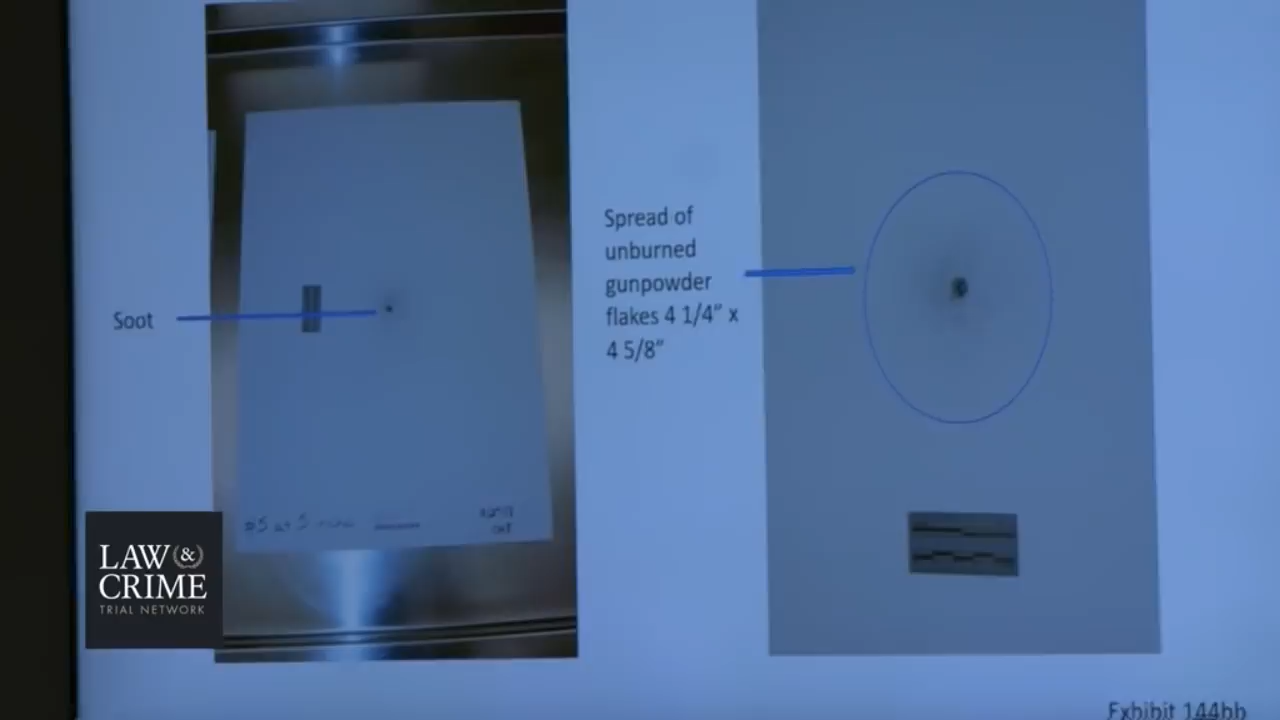 Soot
Spread of
unburned
gunpowder
flakes 4 1/4" x
4 5/8"
LAW &
CRIME
TRIAL NETWORK
Exhibit 144bb